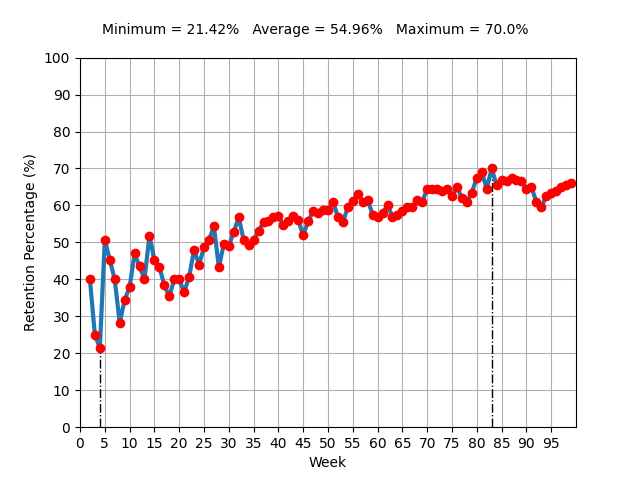 Minimum = 21.42%   Average = 54.96%   Maximum = 70.0%
100
90
80
70
60
50
40
30
20
10
0
Retention Percentage (%)
0 5 10 15 20 25 30 35 40 45 50 55 60 65 70 75 80 85 90 95
Week